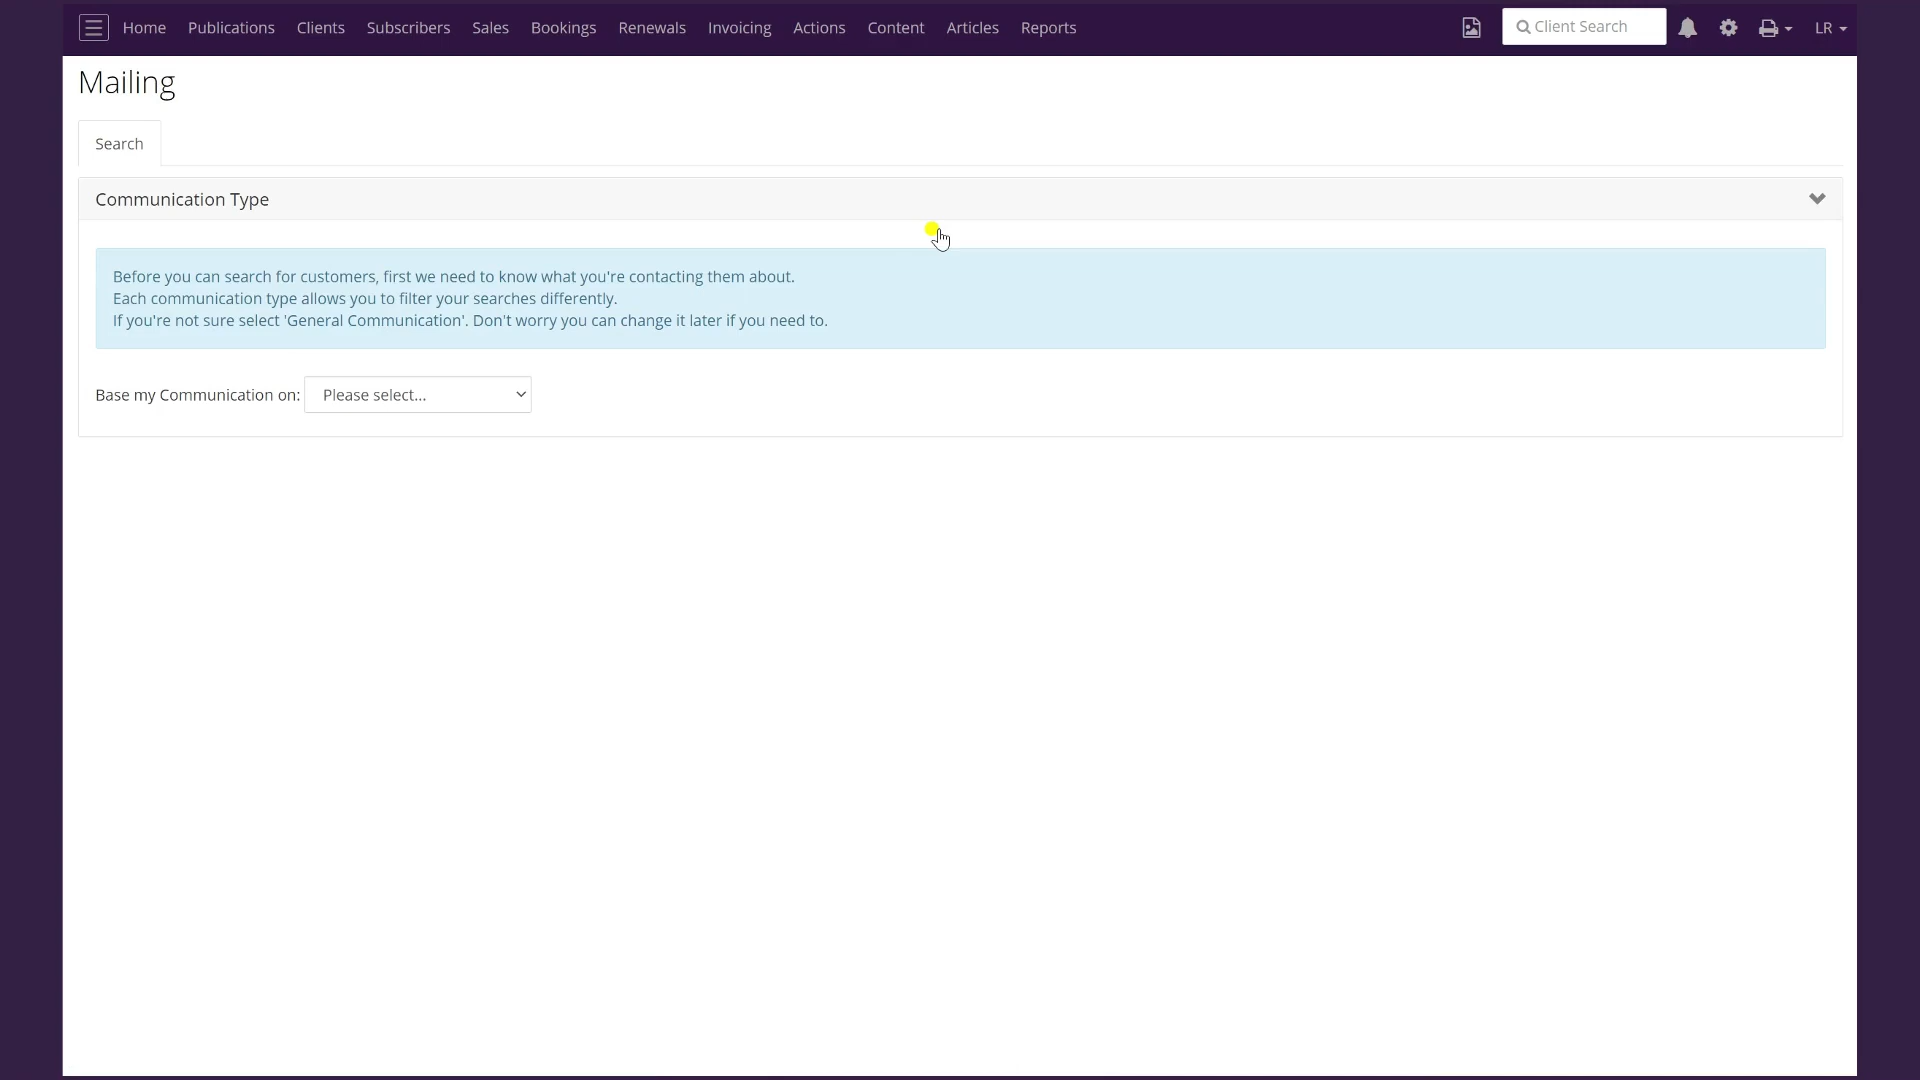 Home Publications Clients Subscribers Sales Bookings Renewals Invoicing Actions Content Articles Reports Client Search LR
Mailing
Search
Communication Type
Before you can search for customers, first we need to know what you're contacting them about.
Each communication type allows you to filter your searches differently.
If you're not sure select 'General Communication'. Don't worry you can change it later if you need to.
Base my Communication on: Please select...